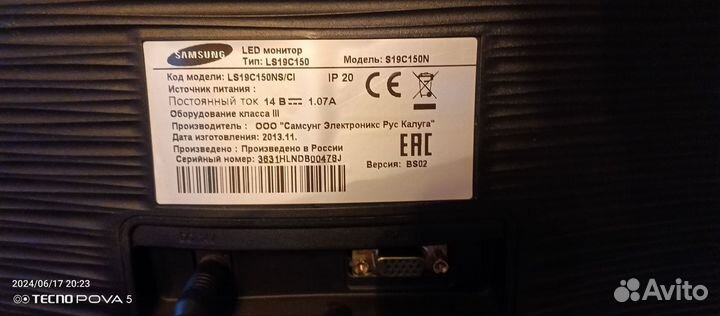 SAMSUNG
LED монитор
Тип: LS19C150
Модель: S19C150N
Код модели: LS19C150NS/CI
IP 20
Источник питания :
Постоянный ток 14 В 1.07А
Оборудование класса III
Производитель : ООО "Самсунг Электроникс Рус Калуга"
Дата изготовления: 2013.11.
Произведено : Произведено в России
Серийный номер: 3631HLNDB00478J
CE
EAC
Версия: BS02
2024/06/17 20:23
TECNO POVA 5
Avito